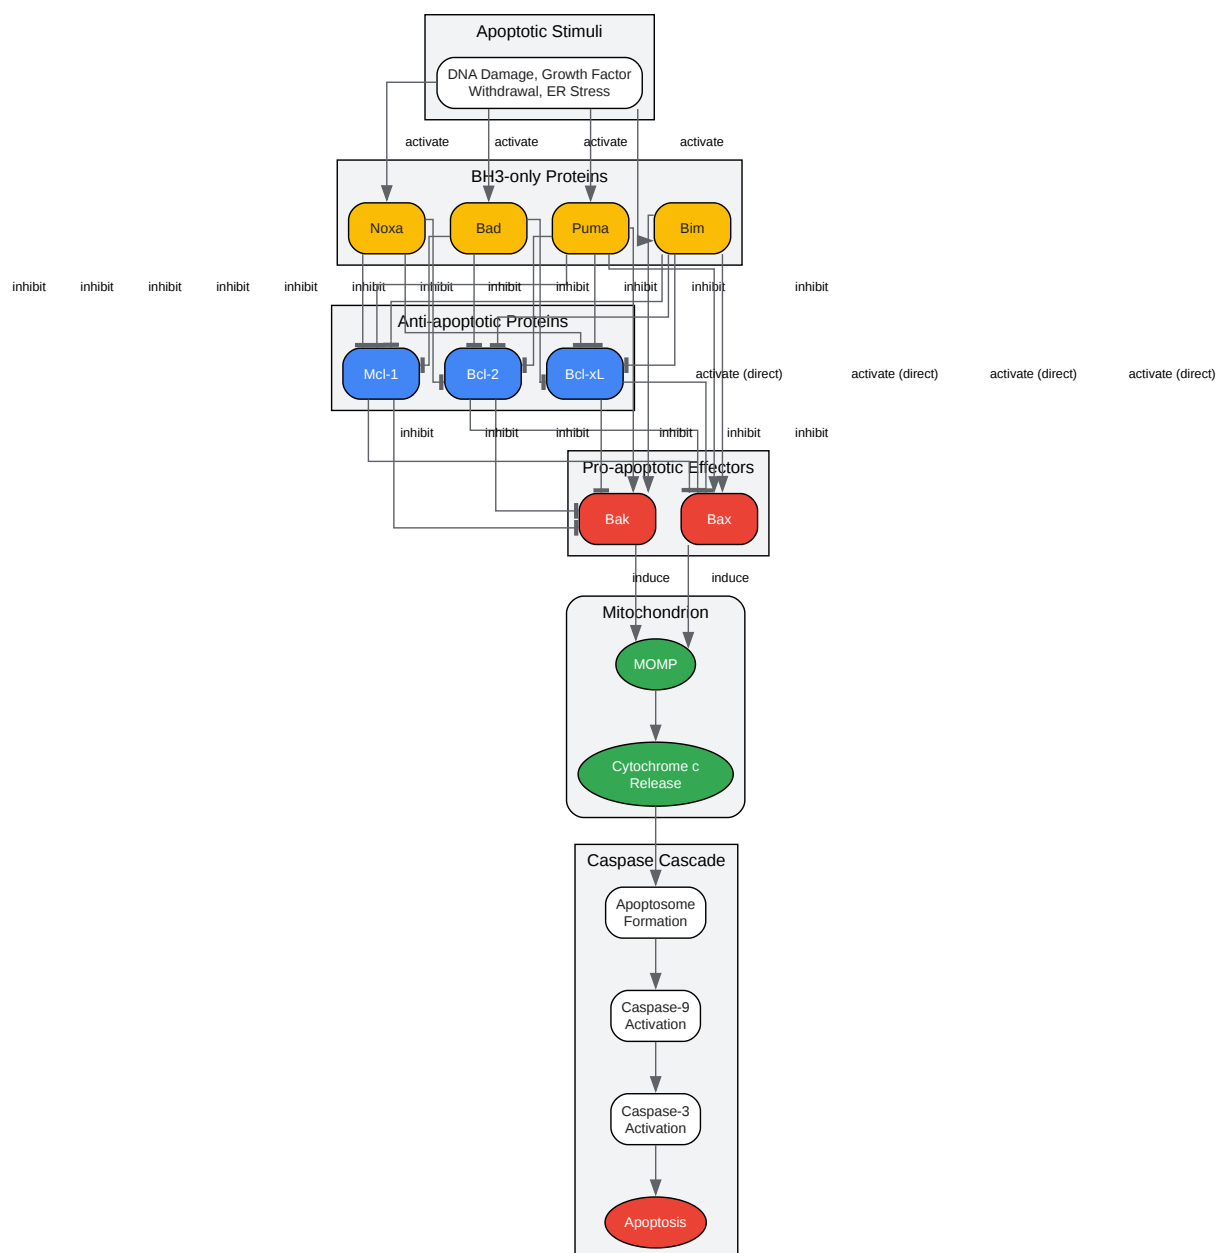 Apoptotic Stimuli
DNA Damage, Growth Factor
Withdrawal, ER Stress
activate
activate
activate
activate
BH3-only Proteins
Noxa
Bad
Puma
Bim
inhibit
inhibit
inhibit
inhibit
inhibit
inhibit
inhibit
inhibit
inhibit
inhibit
inhibit
inhibit
Anti-apoptotic Proteins
Mcl-1
Bcl-2
Bcl-xL
activate (direct)
activate (direct)
activate (direct)
activate (direct)
inhibit
inhibit
inhibit
inhibit
inhibit
inhibit
Pro-apoptotic Effectors
Bak
Bax
induce
induce
Mitochondrion
MOMP
Cytochrome c
Release
Caspase Cascade
Apoptosome
Formation
Caspase-9
Activation
Caspase-3
Activation
Apoptosis